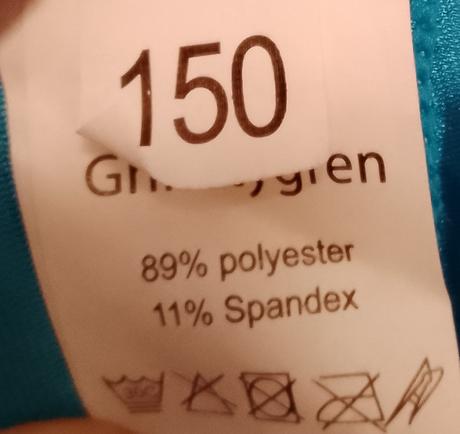 150
89% polyester
11% Spandex